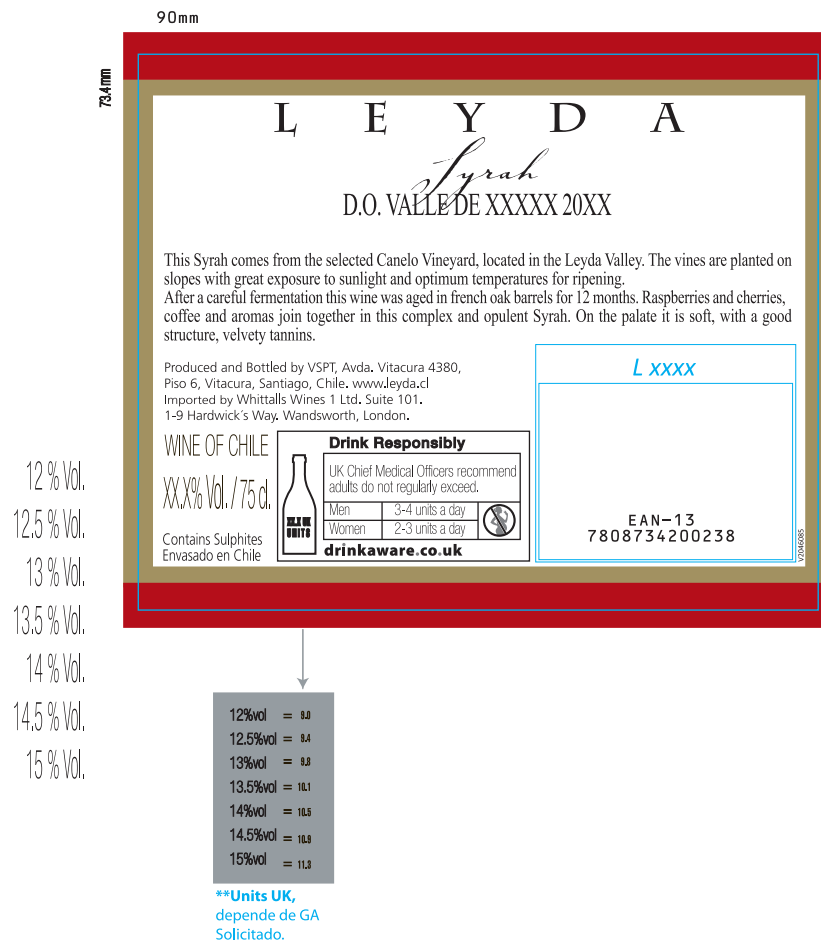 90mm
73.4mm
L E Y D A
Syrah
D.O. VALLE DE XXXXX 20XX
This Syrah comes from the selected Canelo Vineyard, located in the Leyda Valley. The vines are planted on
slopes with great exposure to sunlight and optimum temperatures for ripening.
After a careful fermentation this wine was aged in french oak barrels for 12 months. Raspberries and cherries,
coffee and aromas join together in this complex and opulent Syrah. On the palate it is soft, with a good
structure, velvety tannins.
Produced and Bottled by VSPT, Avda. Vitacura 4380,
Piso 6, Vitacura, Santiago, Chile. www.leyda.cl
Imported by Whittalls Wines 1 Ltd. Suite 101.
1-9 Hardwick´s Way. Wandsworth, London.
WINE OF CHILE
XX.X% Vol. / 75 cl.
Contains Sulphites
Envasado en Chile
Drink Responsibly
UK Chief Medical Officers recommend
adults do not regularly exceed.
Men 3-4 units a day
Women 2-3 units a day
XX.X UK
UNITS
drinkaware.co.uk
L xxxx
EAN-13
7808734200238
V2046085
12 % Vol.
12.5 % Vol.
13 % Vol.
13.5 % Vol.
14 % Vol.
14.5 % Vol.
15 % Vol.
12%vol = 9.0
12.5%vol = 9.4
13%vol = 9.8
13.5%vol = 10.1
14%vol = 10.5
14.5%vol = 10.9
15%vol = 11.3
**Units UK,
depende de GA
Solicitado.